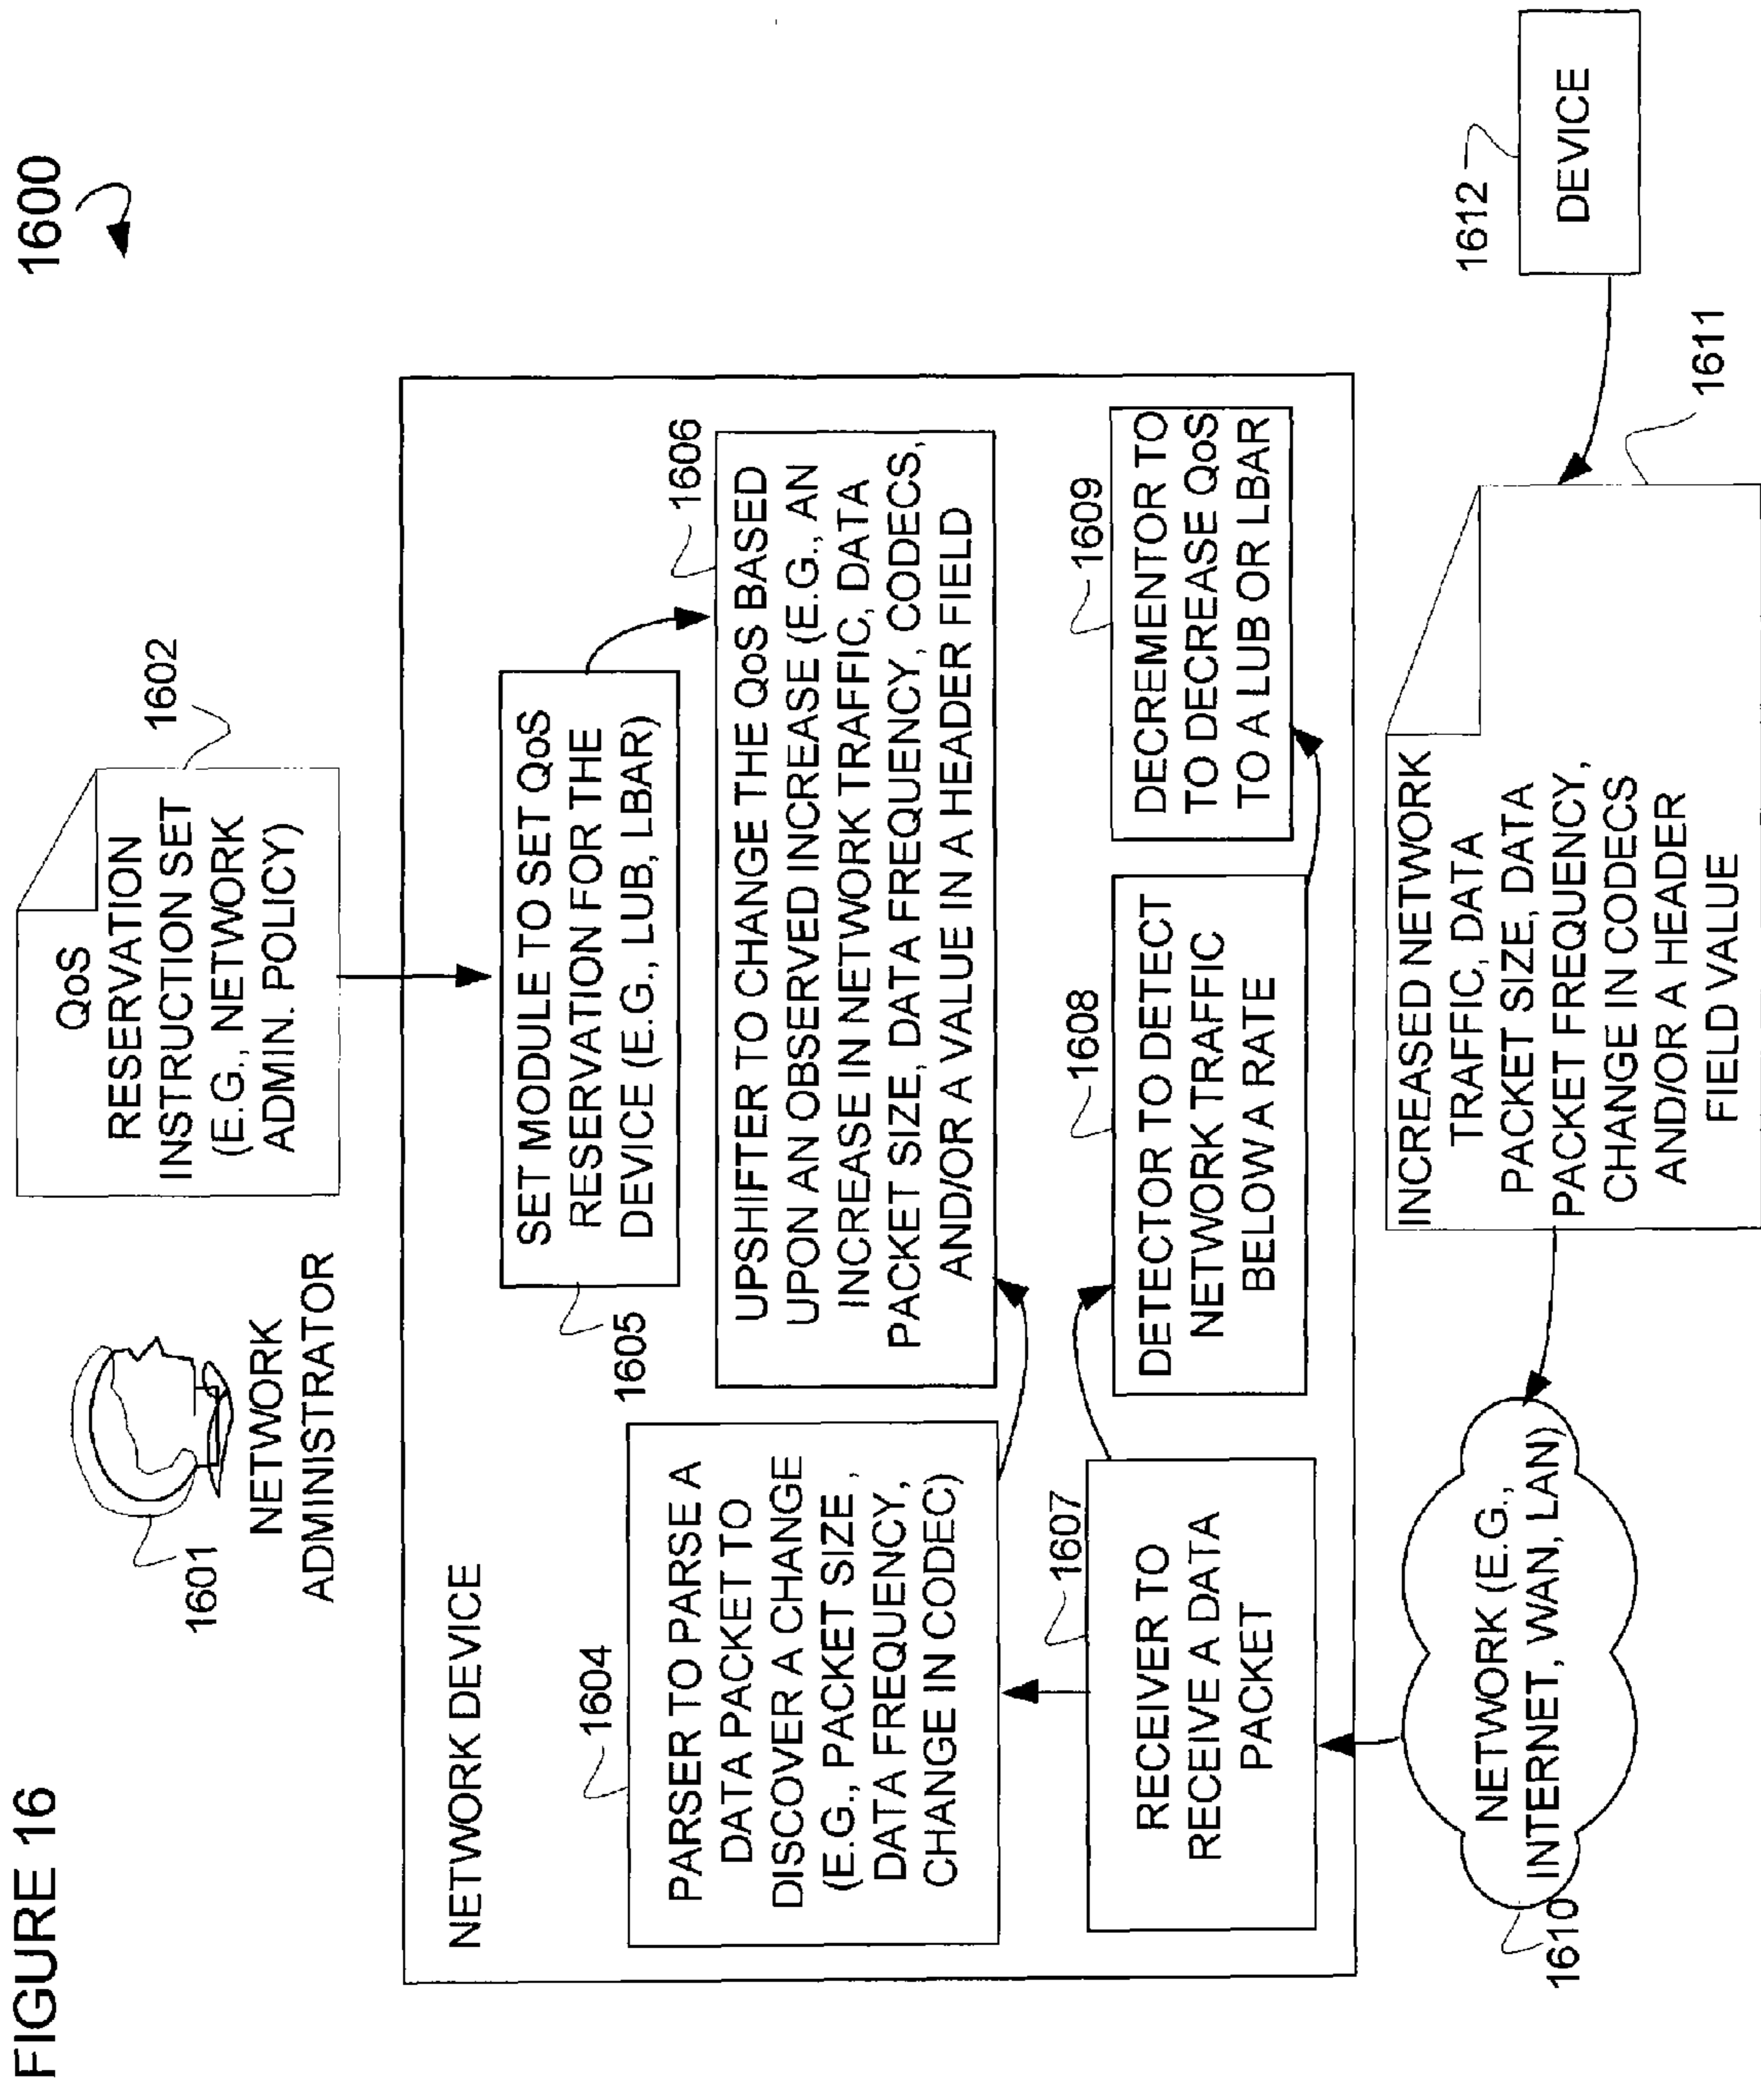 FIGURE 16
1600
1601
NETWORK
ADMINISTRATOR
QoS
RESERVATION
INSTRUCTION SET
(E.G., NETWORK
ADMIN. POLICY)
1602
NETWORK DEVICE
1605
SET MODULE TO SET QoS
RESERVATION FOR THE
DEVICE (E.G., LUB, LBAR)
1604
PARSER TO PARSE A
DATA PACKET TO
DISCOVER A CHANGE
(E.G., PACKET SIZE,
DATA FREQUENCY,
CHANGE IN CODEC)
1606
UPSHIFTER TO CHANGE THE QoS BASED
UPON AN OBSERVED INCREASE (E.G., AN
INCREASE IN NETWORK TRAFFIC, DATA
PACKET SIZE, DATA FREQUENCY, CODECS,
AND/OR A VALUE IN A HEADER FIELD
1607
RECEIVER TO
RECEIVE A DATA
PACKET
1608
DETECTOR TO DETECT
NETWORK TRAFFIC
BELOW A RATE
1609
DECREMENTOR TO
TO DECREASE QoS
TO A LUB OR LBAR
1610
NETWORK (E.G.,
INTERNET, WAN, LAN)
INCREASED NETWORK
TRAFFIC, DATA
PACKET SIZE, DATA
PACKET FREQUENCY,
CHANGE IN CODECS
AND/OR A HEADER
FIELD VALUE
1611
1612
DEVICE